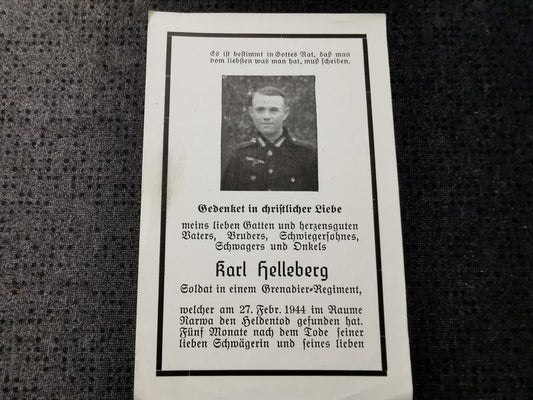 Es ist bestimmt in Gottes Rat, daß man
vom liebsten was man hat, muß scheiden.
Gedenket in christlicher Liebe
meins lieben Gatten und herzensguten
Vaters, Bruders, Schwiegersohnes,
Schwagers und Onkels
Karl Helleberg
Soldat in einem Grenadier-Regiment,
welcher am 27. Febr. 1944 im Raume
Narwa den Heldentod gefunden hat.
Fünf Monate nach dem Tode seiner
lieben Schwägerin und seines lieben